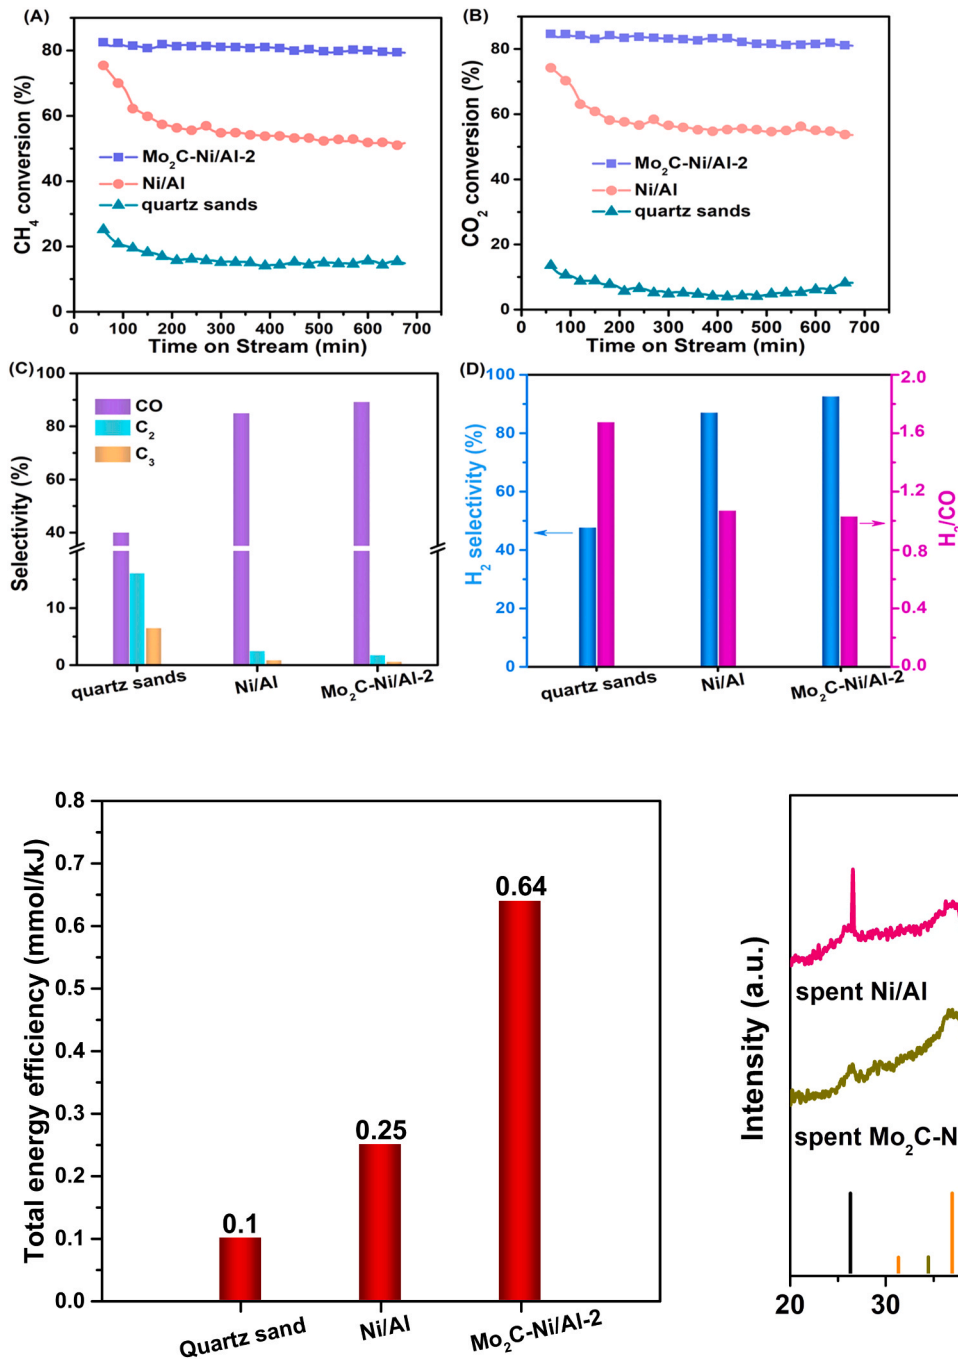 (A)
CH4 conversion (%)
80
60
40
20
0
Mo2C-Ni/Al-2
Ni/Al
quartz sands
0 100 200 300 400 500 600 700
Time on Stream (min)
(B)
CO2 conversion (%)
80
60
40
20
0
Mo2C-Ni/Al-2
Ni/Al
quartz sands
0 100 200 300 400 500 600 700
Time on Stream (min)
(C)
Selectivity (%)
100
80
60
40
10
0
CO
C2
C3
quartz sands
Ni/Al
Mo2C-Ni/Al-2
(D)
H2 selectivity (%)
100
80
60
40
20
0
2.0
1.6
1.2
0.8
0.4
0.0
H2/CO
quartz sands
Ni/Al
Mo2C-Ni/Al-2
Total energy efficiency (mmol/kJ)
0.8
0.7
0.6
0.5
0.4
0.3
0.2
0.1
0.0
0.1
0.25
0.64
Quartz sand
Ni/Al
Mo2C-Ni/Al-2
Intensity (a.u.)
spent Ni/Al
spent Mo2C-N
20 30